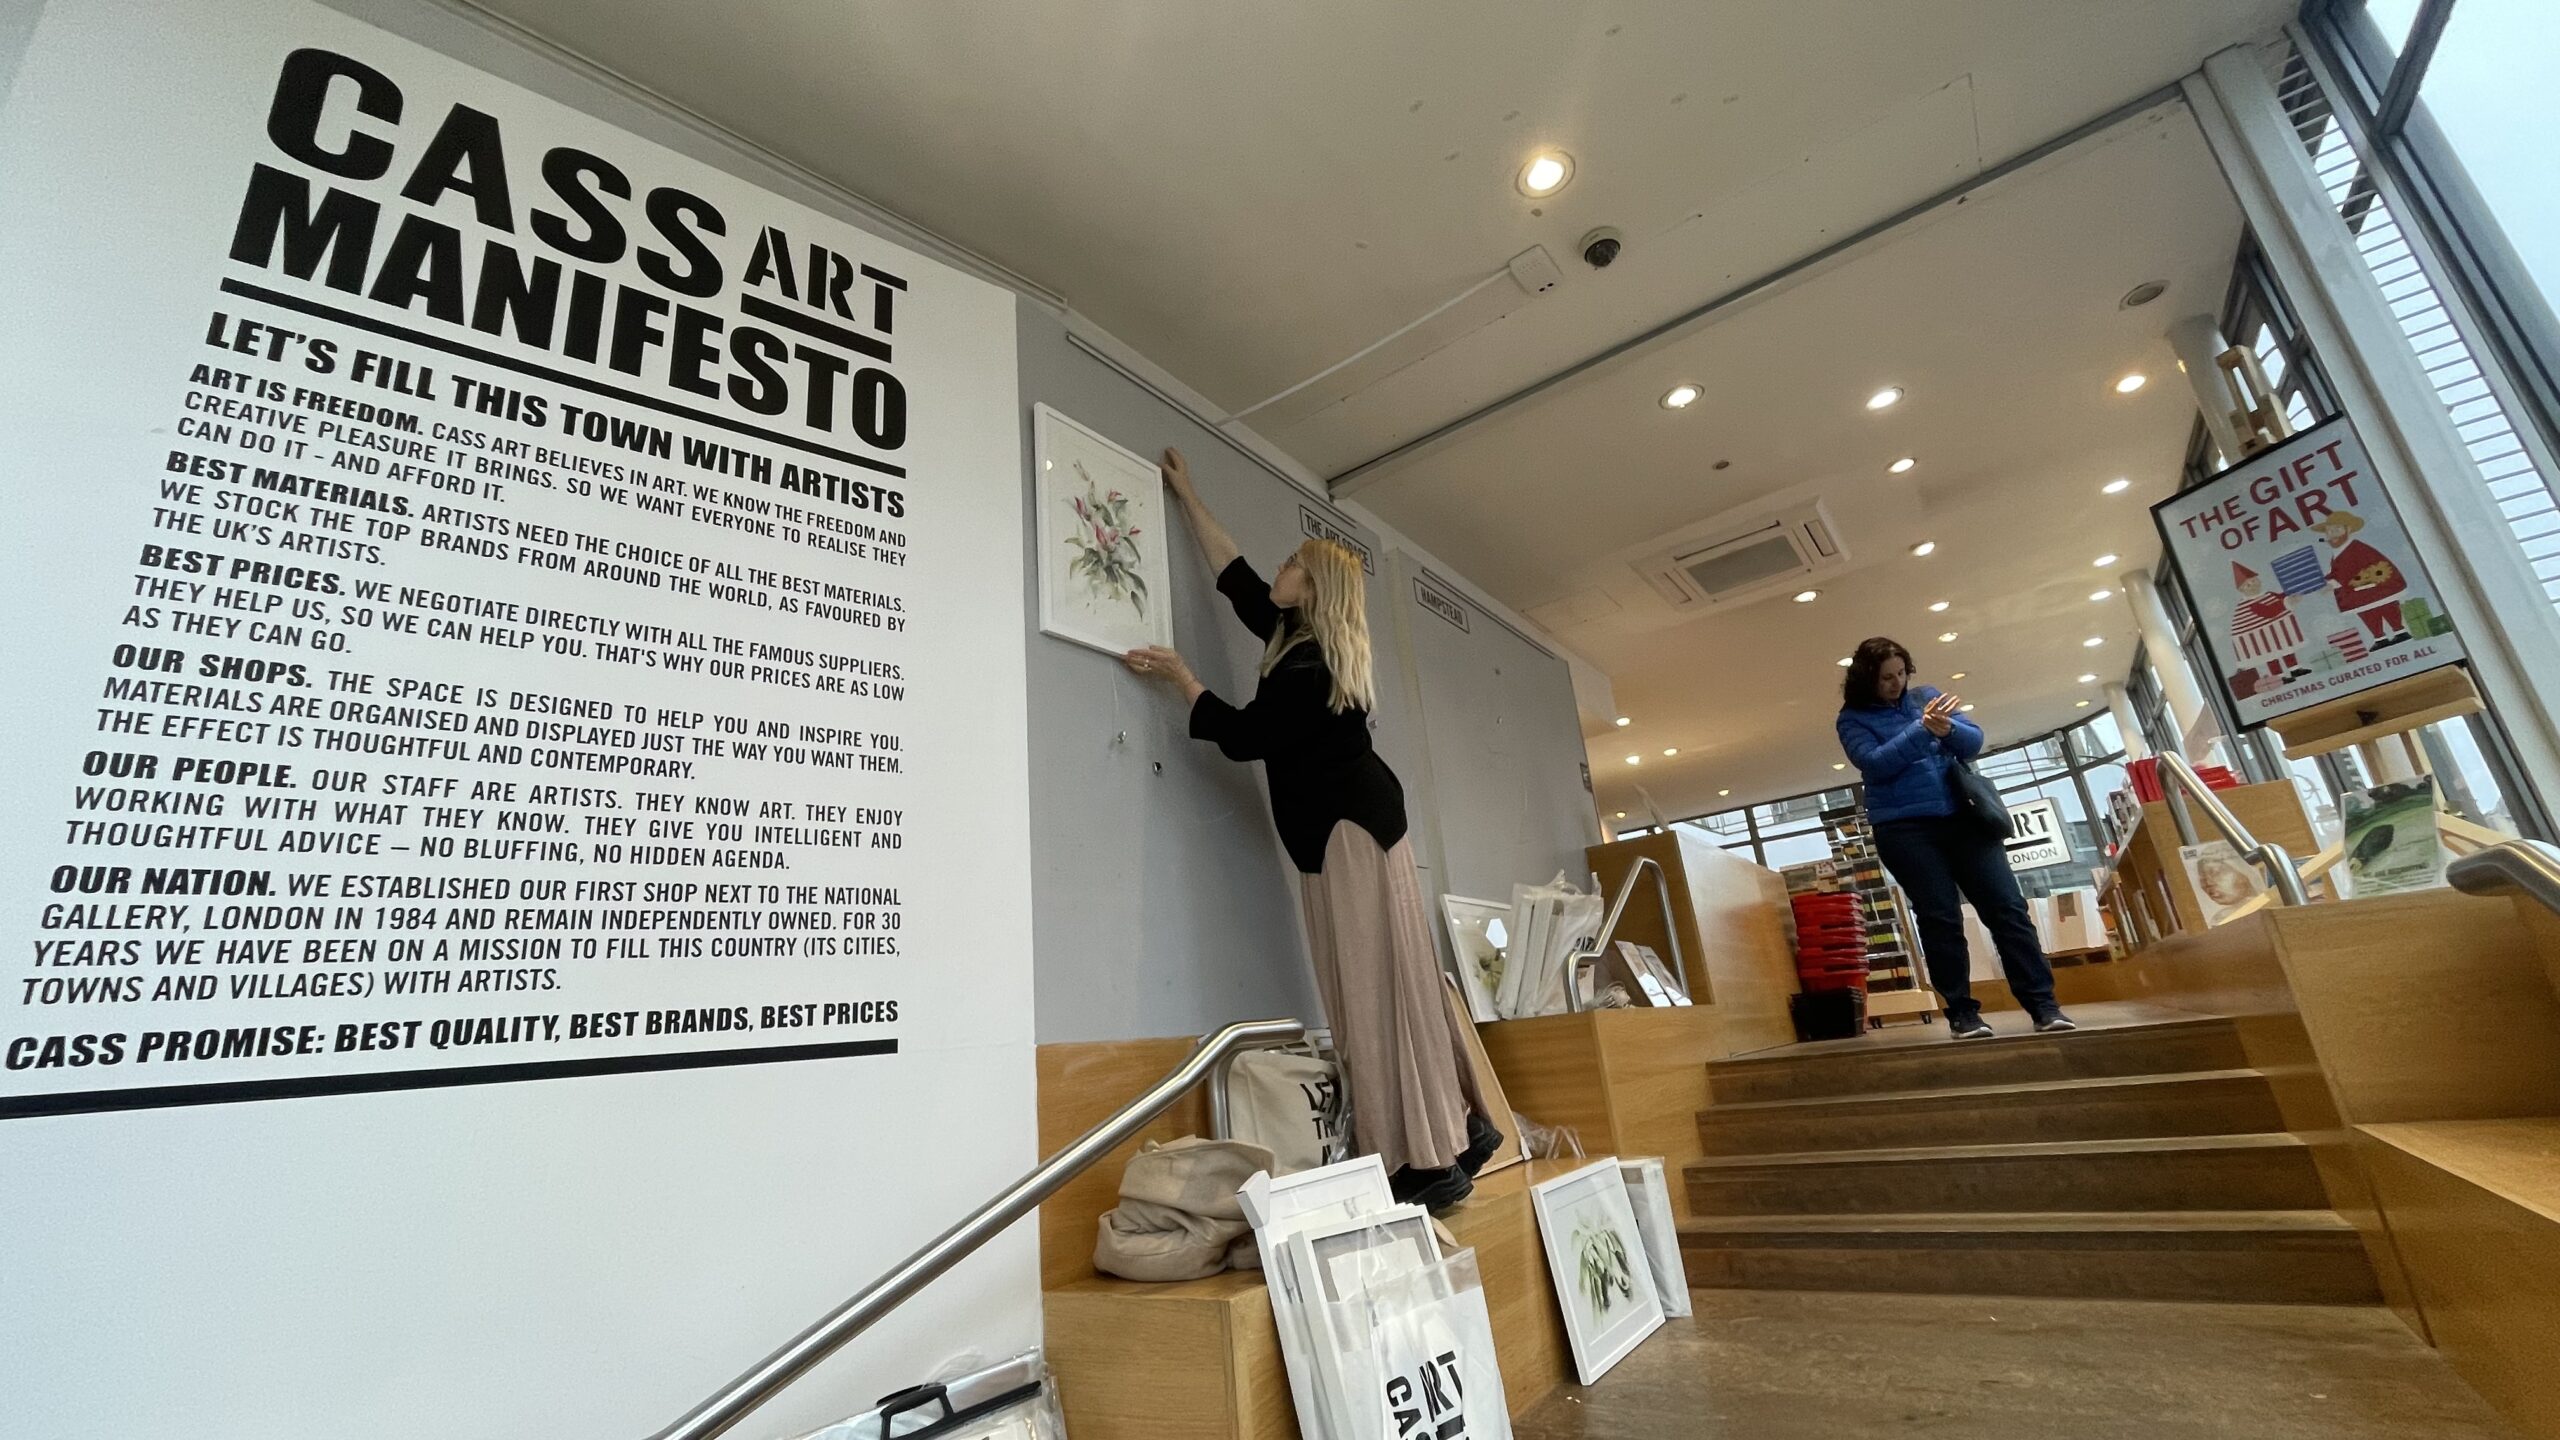 CASS ART
MANIFESTO
LET'S FILL THIS TOWN WITH ARTISTS
ART IS FREEDOM. CASS ART BELIEVES IN ART. WE KNOW THE FREEDOM AND
CREATIVE PLEASURE IT BRINGS. SO WE WANT EVERYONE TO REALISE THEY
CAN DO IT - AND AFFORD IT.
BEST MATERIALS. ARTISTS NEED THE CHOICE OF ALL THE BEST MATERIALS.
WE STOCK THE TOP BRANDS FROM AROUND THE WORLD, AS FAVOURED BY
THE UK'S ARTISTS.
BEST PRICES. WE NEGOTIATE DIRECTLY WITH ALL THE FAMOUS SUPPLIERS.
THEY HELP US, SO WE CAN HELP YOU. THAT'S WHY OUR PRICES ARE AS LOW
AS THEY CAN GO.
OUR SHOPS. THE SPACE IS DESIGNED TO HELP YOU AND INSPIRE YOU.
MATERIALS ARE ORGANISED AND DISPLAYED JUST THE WAY YOU WANT THEM.
THE EFFECT IS THOUGHTFUL AND CONTEMPORARY.
OUR PEOPLE. OUR STAFF ARE ARTISTS. THEY KNOW ART. THEY ENJOY
WORKING WITH WHAT THEY KNOW. THEY GIVE YOU INTELLIGENT AND
THOUGHTFUL ADVICE – NO BLUFFING, NO HIDDEN AGENDA.
OUR NATION. WE ESTABLISHED OUR FIRST SHOP NEXT TO THE NATIONAL
GALLERY, LONDON IN 1984 AND REMAIN INDEPENDENTLY OWNED. FOR 30
YEARS WE HAVE BEEN ON A MISSION TO FILL THIS COUNTRY (ITS CITIES,
TOWNS AND VILLAGES) WITH ARTISTS.
CASS PROMISE: BEST QUALITY, BEST BRANDS, BEST PRICES
THE ART SPACE
HAMPSTEAD
THE GIFT
OF ART
CHRISTMAS CURATED FOR ALL
ART
LONDON
ART